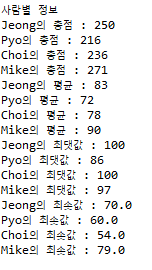 사람별 정보
Jeong의 총점 : 250
Pyo의 총점 : 216
Choi의 총점 : 236
Mike의 총점 : 271
Jeong의 평균 : 83
Pyo의 평균 : 72
Choi의 평균 : 78
Mike의 평균 : 90
Jeong의 최댓값 : 100
Pyo의 최댓값 : 86
Choi의 최댓값 : 100
Mike의 최댓값 : 97
Jeong의 최솟값 : 70.0
Pyo의 최솟값 : 60.0
Choi의 최솟값 : 54.0
Mike의 최솟값 : 79.0